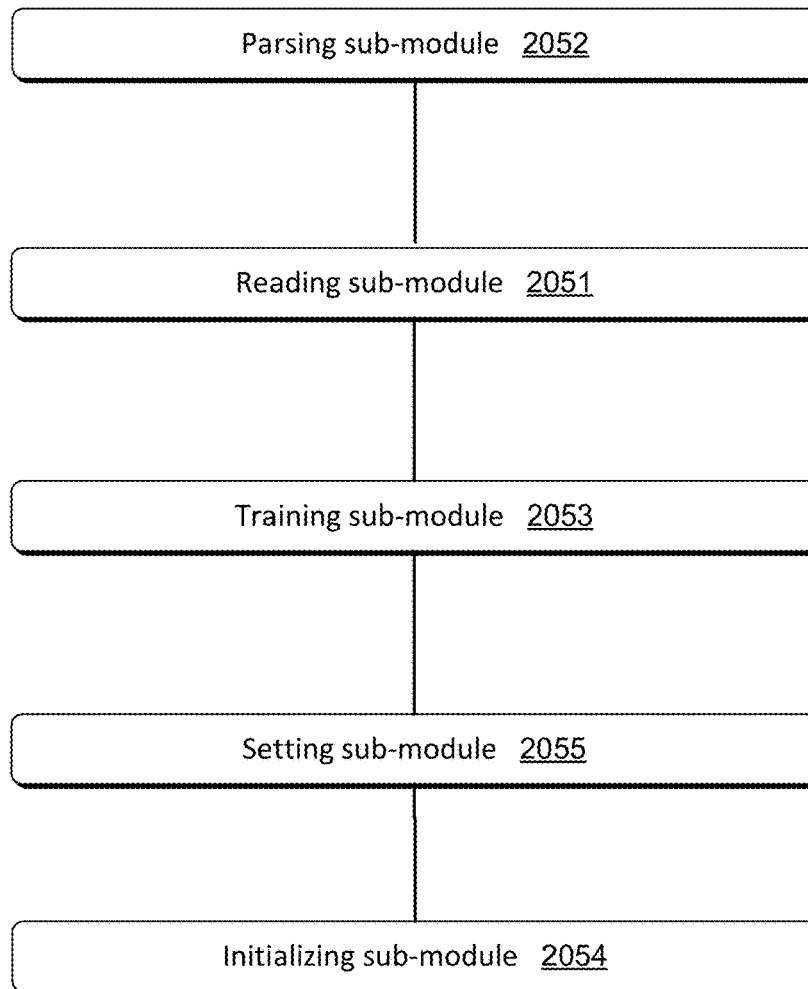 Parsing sub-module 2052
Reading sub-module 2051
Training sub-module 2053
Setting sub-module 2055
Initializing sub-module 2054